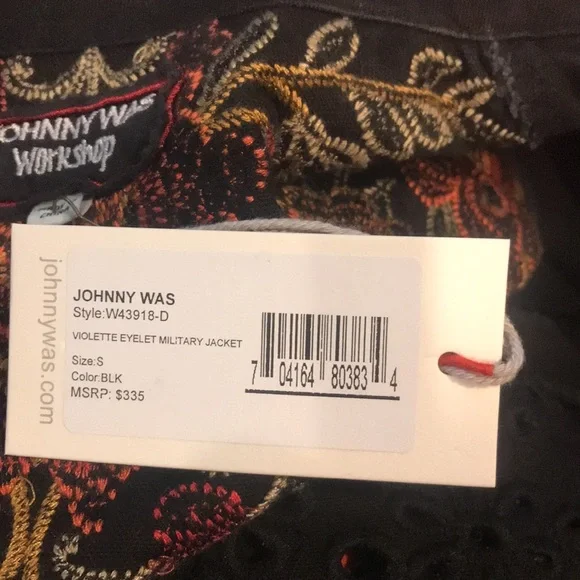 JOHNNY WAS
Workshop
johnnywas.com
JOHNNY WAS
Style:W43918-D
VIOLETTE EYELET MILITARY JACKET
Size:S
Color:BLK
MSRP: $335
7 04164 80383 4